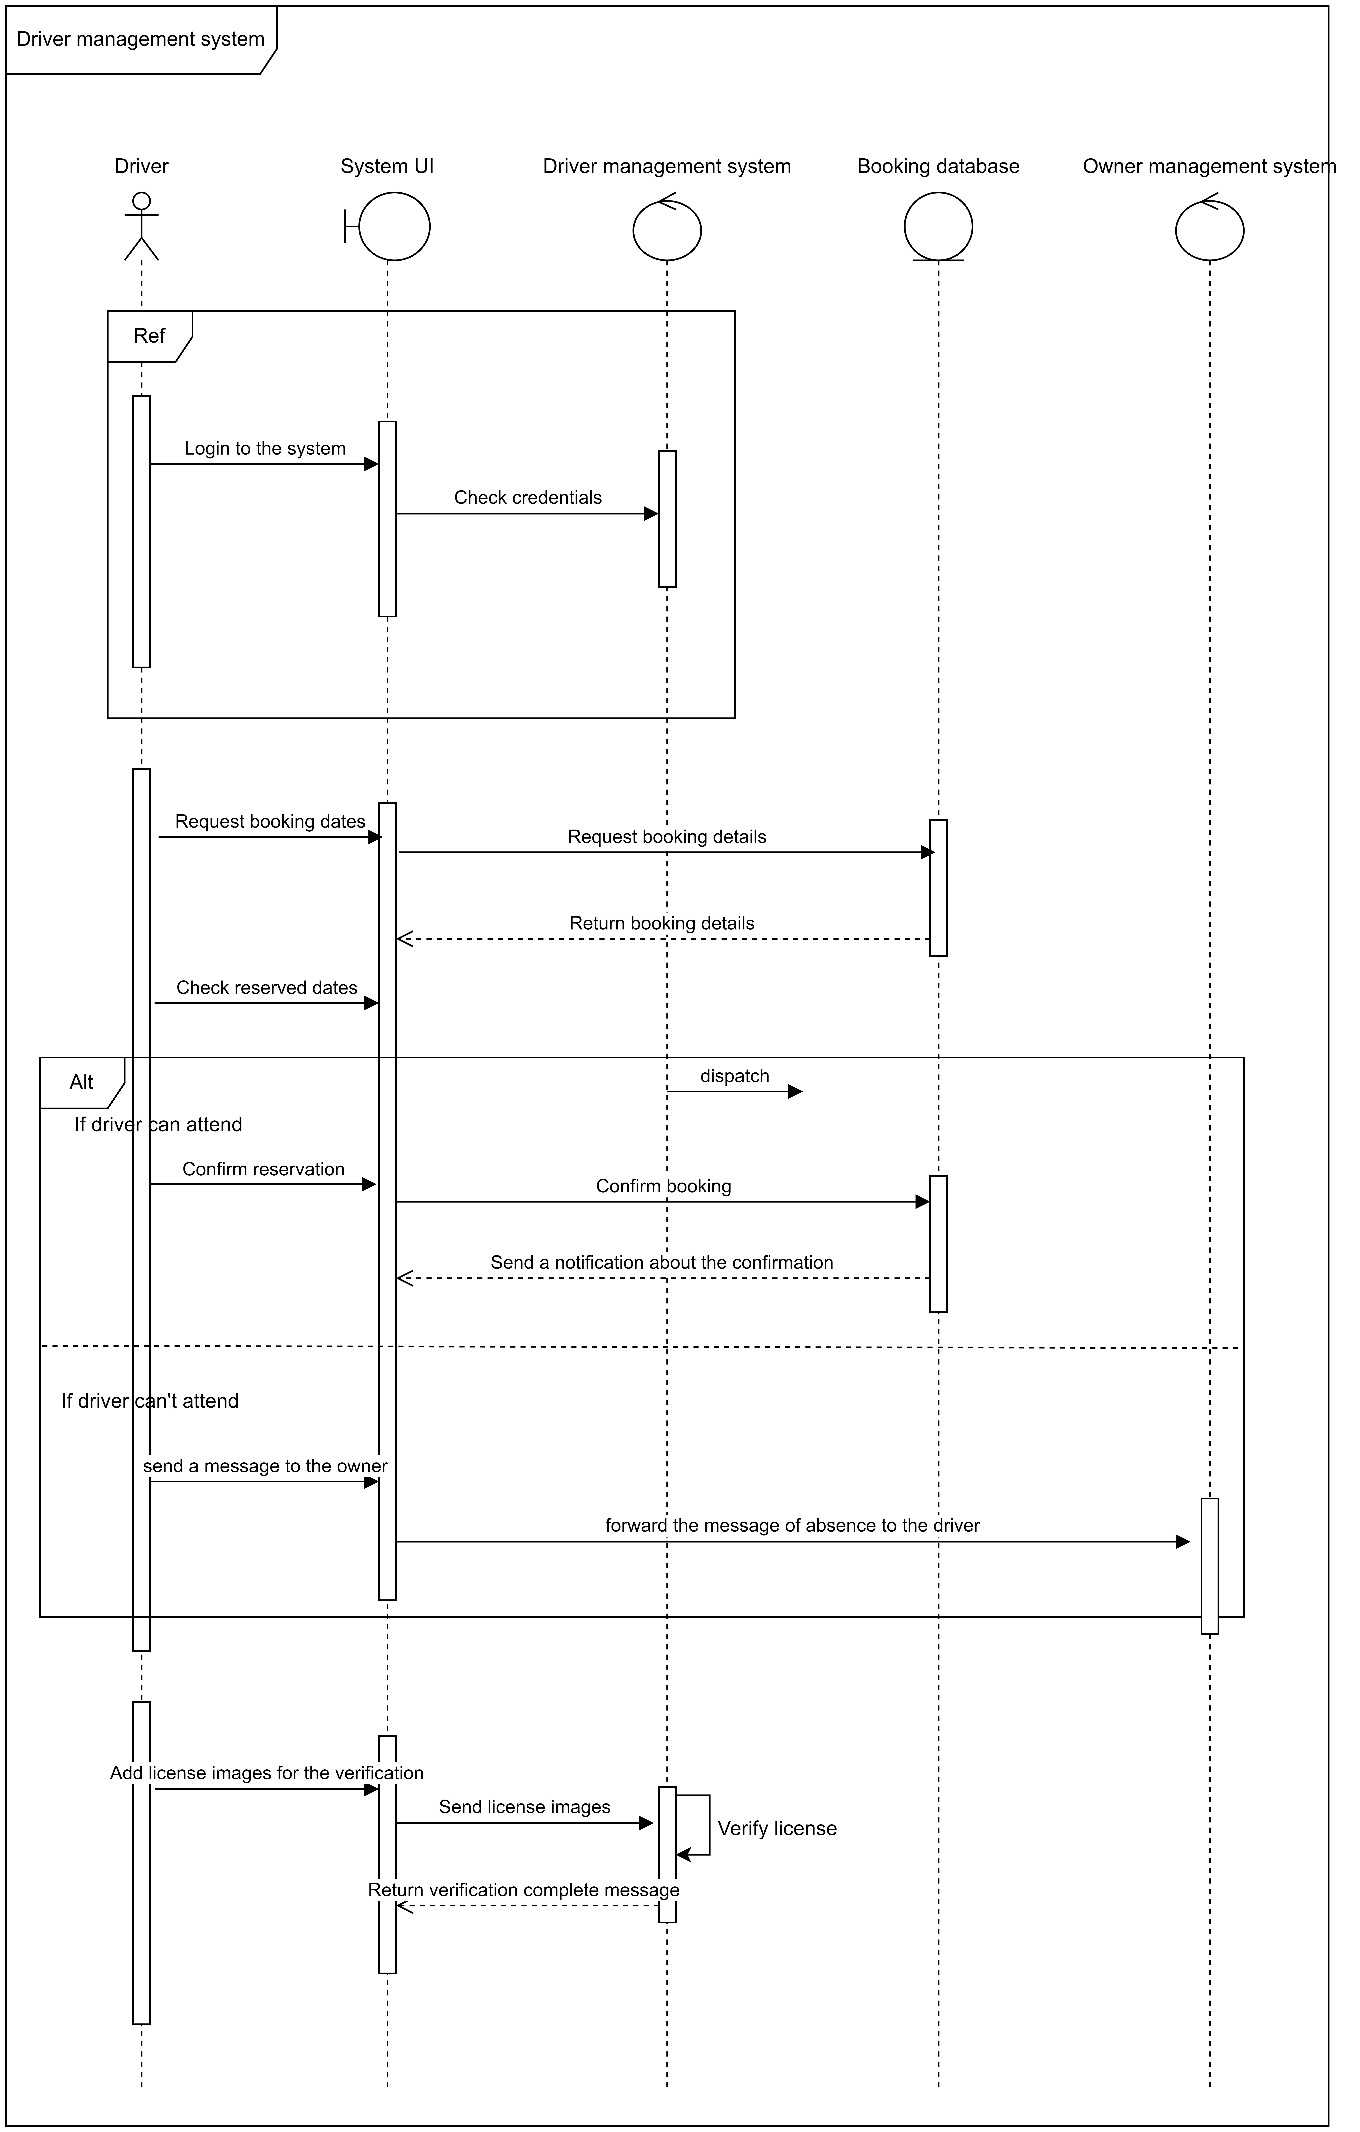 Driver management system
Driver
System UI
Driver management system
Booking database
Owner management system
Ref
Login to the system
Check credentials
Request booking dates
Request booking details
Return booking details
Check reserved dates
Alt
dispatch
If driver can attend
Confirm reservation
Confirm booking
Send a notification about the confirmation
If driver can't attend
send a message to the owner
forward the message of absence to the driver
Add license images for the verification
Send license images
Verify license
Return verification complete message